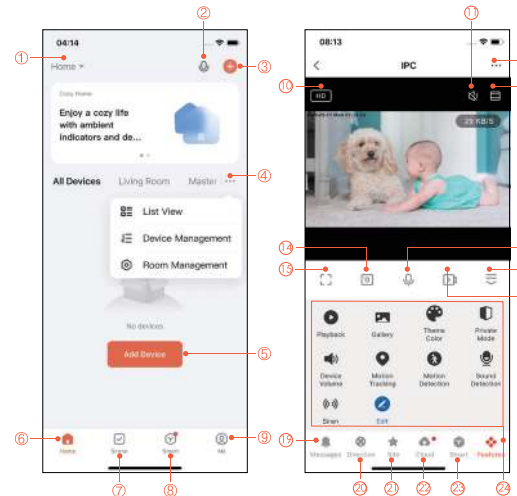 ②
⑪
04:14
08:13
①
Home
③
IPC
Cozy Home
⑩
HD
Enjoy a cozy life
with ambient
indicators and de...
29 KB/S
All Devices Living Room Master ...
④
List View
Device Management
Room Management
⑭
⑮
No devices
Add Device
⑤
Playback Gallery Theme Color Private Mode
Device Volume Motion Tracking Motion Detection Sound Detection
Siren Edit
⑥
⑨
⑲
Home Scene Smart Me
Messages Direction Site Cloud Smart Features
⑦
⑧
⑳
㉑
㉒
㉓
㉔